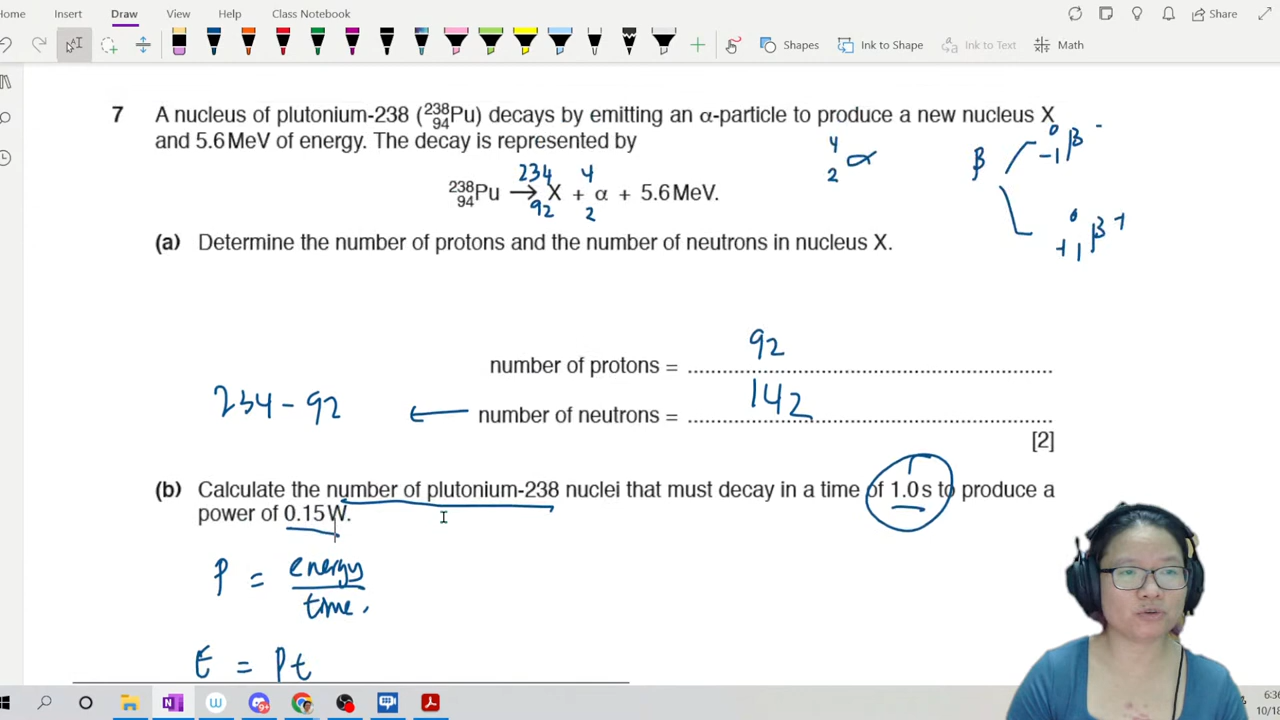 Home Draw View Help Class Notebook Share
Shapes Ink to Shape Ink to Text Math
7 A nucleus of plutonium-238 (²³⁸₉₄Pu) decays by emitting an α-particle to produce a new nucleus X
and 5.6 MeV of energy. The decay is represented by
⁴₂α β ⁰₋₁β⁻
²³⁸₉₄Pu → ²³⁴₉₂X + ⁴₂α + 5.6 MeV.
⁰₊₁β⁺
(a) Determine the number of protons and the number of neutrons in nucleus X.
number of protons = 92
234 - 92 ← number of neutrons = 142
[2]
(b) Calculate the number of plutonium-238 nuclei that must decay in a time of 1.0 s to produce a
power of 0.15 W.
P = energy
time.
E = Pt
W
6:36
10/18